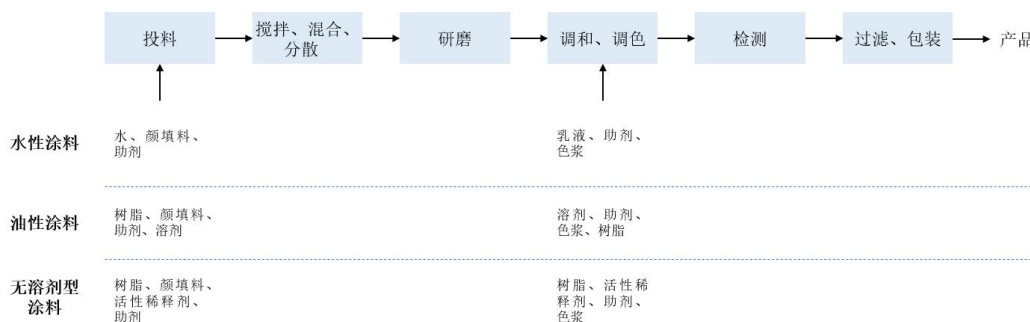 投料
搅拌、混合、
分散
研磨
调和、调色
检测
过滤、包装
产品
水性涂料
水、颜填料、
助剂
乳液、助剂、
色浆
油性涂料
树脂、颜填料、
助剂、溶剂
溶剂、助剂、
色浆、树脂
无溶剂型
涂料
树脂、颜填料、
活性稀释剂、
助剂
树脂、活性稀
释剂、助剂、
色浆